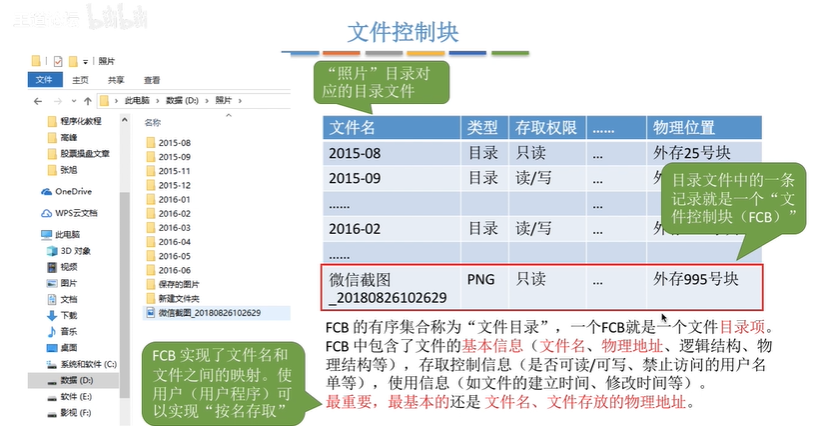 文件控制块
照片
文件
主页
共享
查看
此电脑 > 数据 (D:) > 照片 >
程序化教程
高峰
股票操盘文章
张旭
OneDrive
WPS云文档
此电脑
3D 对象
视频
图片
文档
下载
音乐
桌面
系统和软件 (C:)
数据 (D:)
软件 (E:)
影视 (F:)
名称
2015-08
2015-09
2015-11
2015-12
2016-01
2016-02
2016-03
2016-04
2016-05
2016-06
保存的图片
新建文件夹
微信截图_20180826102629
“照片”目录对
应的目录文件
文件名 类型 存取权限 …… 物理位置
2015-08 目录 只读 ... 外存25号块
2015-09 目录 读/写 ...
…… ...
2016-02 目录 读/写 ...
……
微信截图 PNG 只读 ... 外存995号块
_20180826102629
目录文件中的一条
记录就是一个“文
件控制块（FCB）”
FCB 实现了文件名和
文件之间的映射。使
用户（用户程序）可
以实现“按名存取”
FCB 的有序集合称为“文件目录”，一个FCB就是一个文件目录项。
FCB 中包含了文件的基本信息（文件名、物理地址、逻辑结构、物
理结构等），存取控制信息（是否可读/可写、禁止访问的用户名
单等），使用信息（如文件的建立时间、修改时间等）。
最重要，最基本的还是 文件名、文件存放的物理地址。